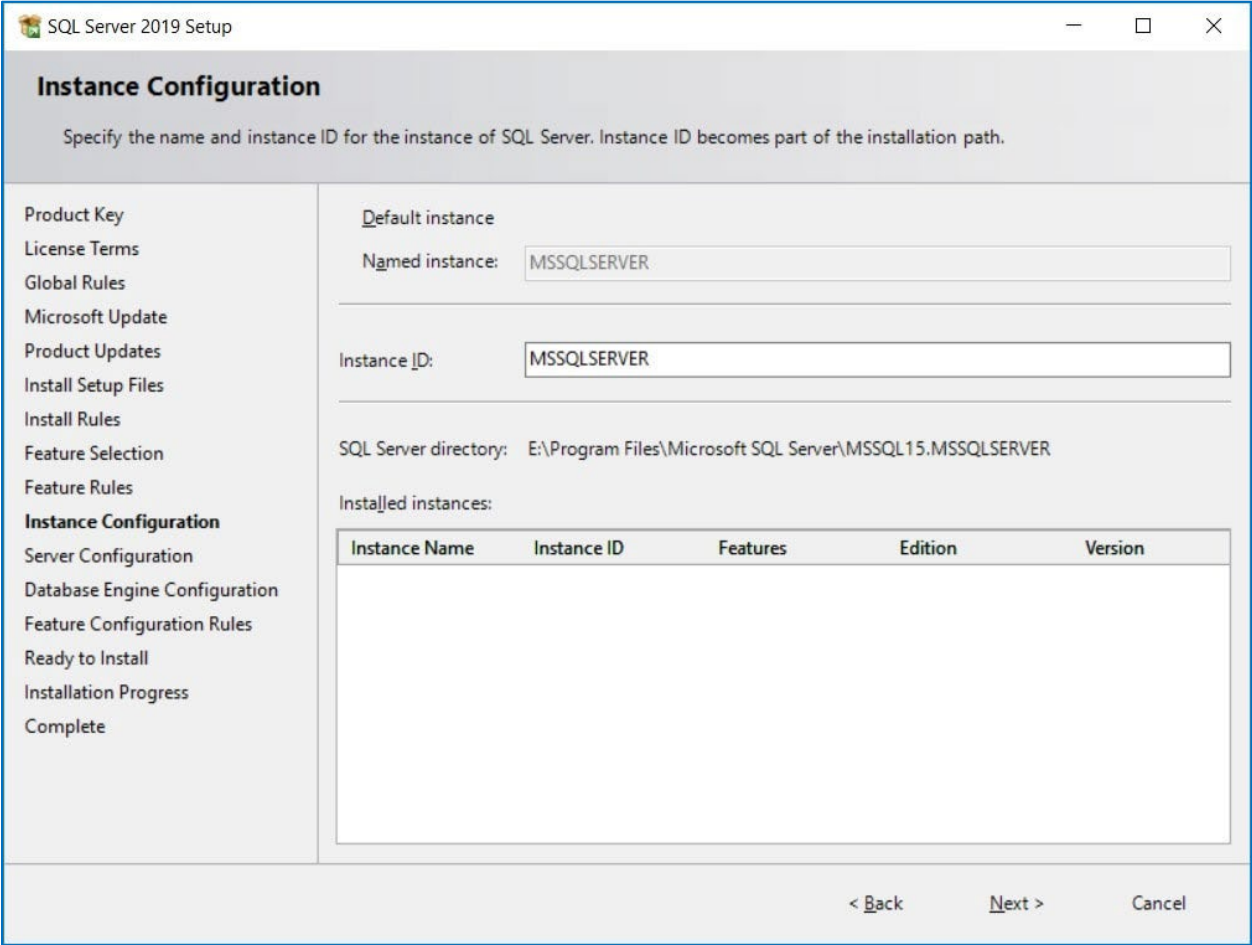 SQL Server 2019 Setup
Instance Configuration
Specify the name and instance ID for the instance of SQL Server. Instance ID becomes part of the installation path.
Product Key
License Terms
Global Rules
Microsoft Update
Product Updates
Install Setup Files
Install Rules
Feature Selection
Feature Rules
Instance Configuration
Server Configuration
Database Engine Configuration
Feature Configuration Rules
Ready to Install
Installation Progress
Complete
Default instance
Named instance: MSSQLSERVER
Instance ID: MSSQLSERVER
SQL Server directory: E:\Program Files\Microsoft SQL Server\MSSQL15.MSSQLSERVER
Installed instances:
Instance Name Instance ID Features Edition Version
< Back Next > Cancel